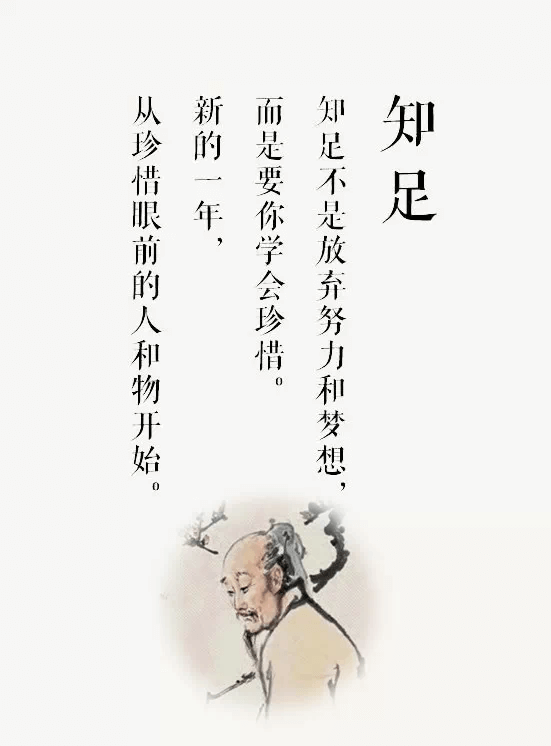 知足
知足不是放弃努力和梦想，
而是要你学会珍惜。
新的一年，
从珍惜眼前的人和物开始。